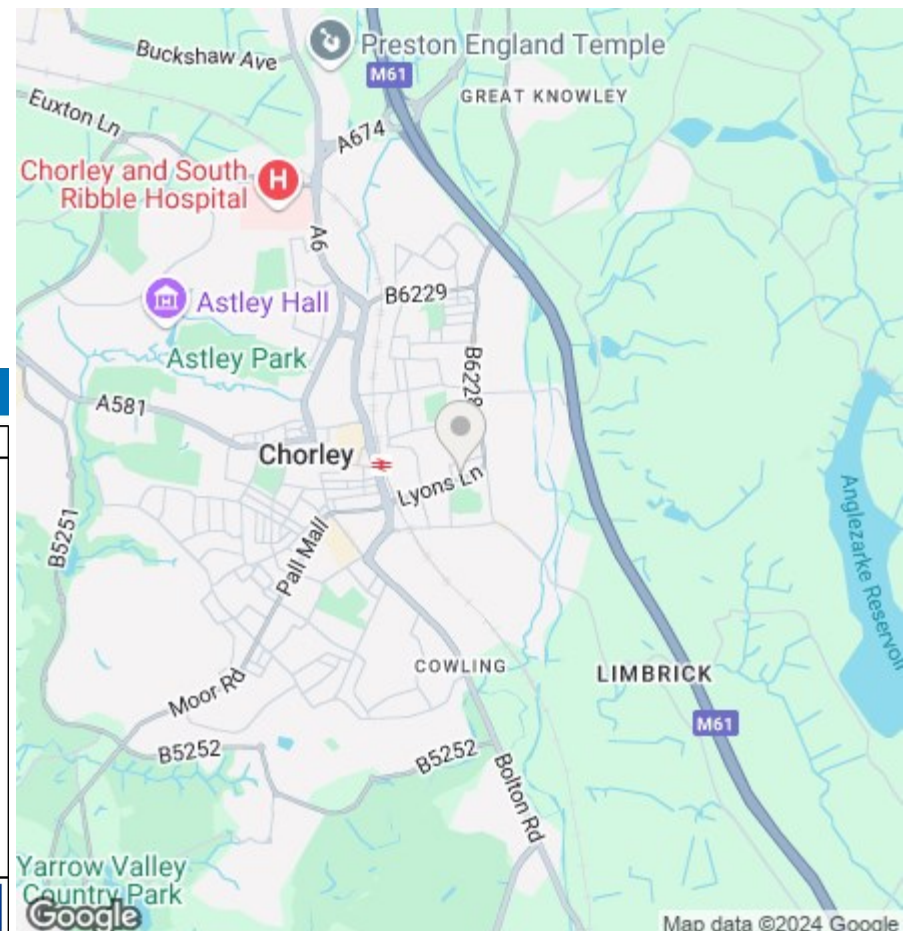 Buckshaw Ave
Preston England Temple
M61
GREAT KNOWLEY
Euxton Ln
A674
Chorley and South
Ribble Hospital
H
A6
B6229
Astley Hall
Astley Park
B6228
A581
Chorley
Lyons Ln
Anglezarke Reservoir
B5251
Pall Mall
COWLING
LIMBRICK
Moor Rd
M61
B5252
B5252
Bolton Rd
Yarrow Valley
Country Park
Google
Map data ©2024 Google